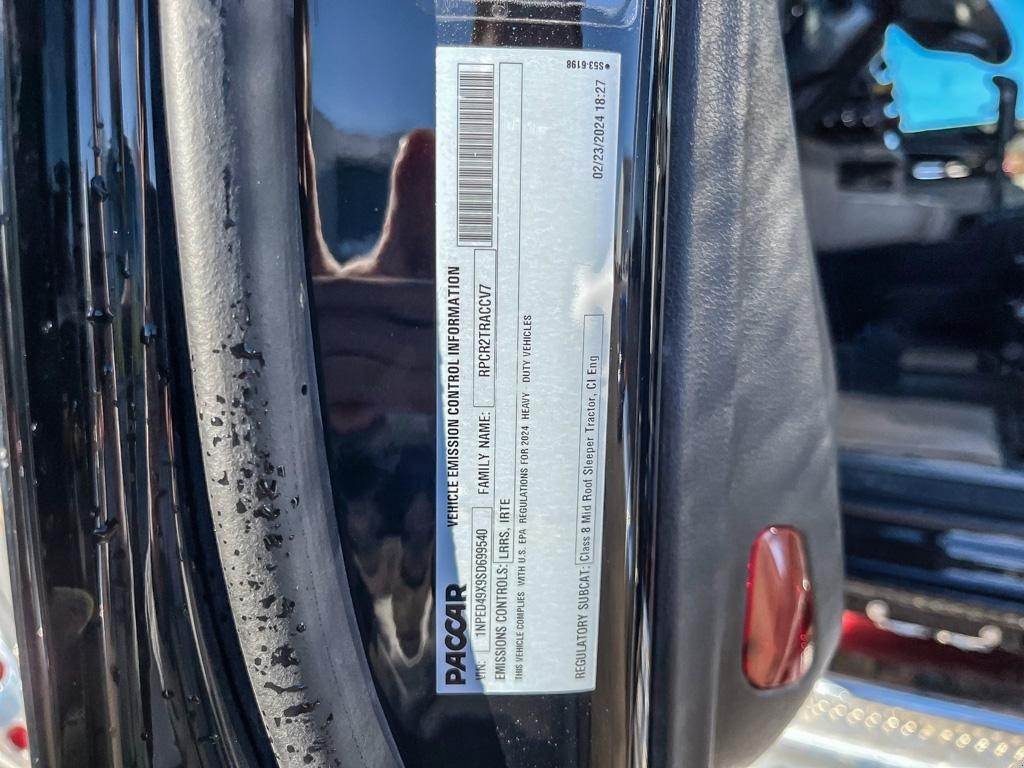 PACCAR VEHICLE EMISSION CONTROL INFORMATION
VIN: 1NPED49X9SD699540 FAMILY NAME: RPCR2TRACCV7
EMISSIONS CONTROLS: LRRS, IRTE
THIS VEHICLE COMPLIES WITH U.S. EPA REGULATIONS FOR 2024 HEAVY DUTY VEHICLES
REGULATORY SUBCAT: Class 8 Mid Roof Sleeper Tractor, CI Eng
02/23/2024 18:27
●S53-6198